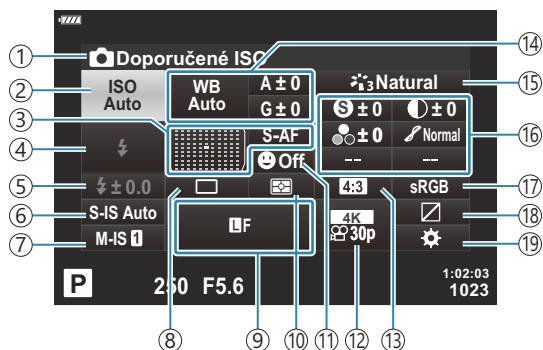 ① Doporučené ISO
② ISO Auto WB Auto A±0 G±0 3 Natural ⑭ ⑮
③ S-AF S±0 ±0 ⑯
④ Off ±0 Normal
-- --
⑤ ±0.0 4:3 sRGB ⑰
⑥ S-IS Auto ⑱
⑦ M-IS 1 LF 4K 30p ⑲
P 250 F5.6 1:02:03
1023
⑧ ⑨ ⑩ ⑪ ⑫ ⑬